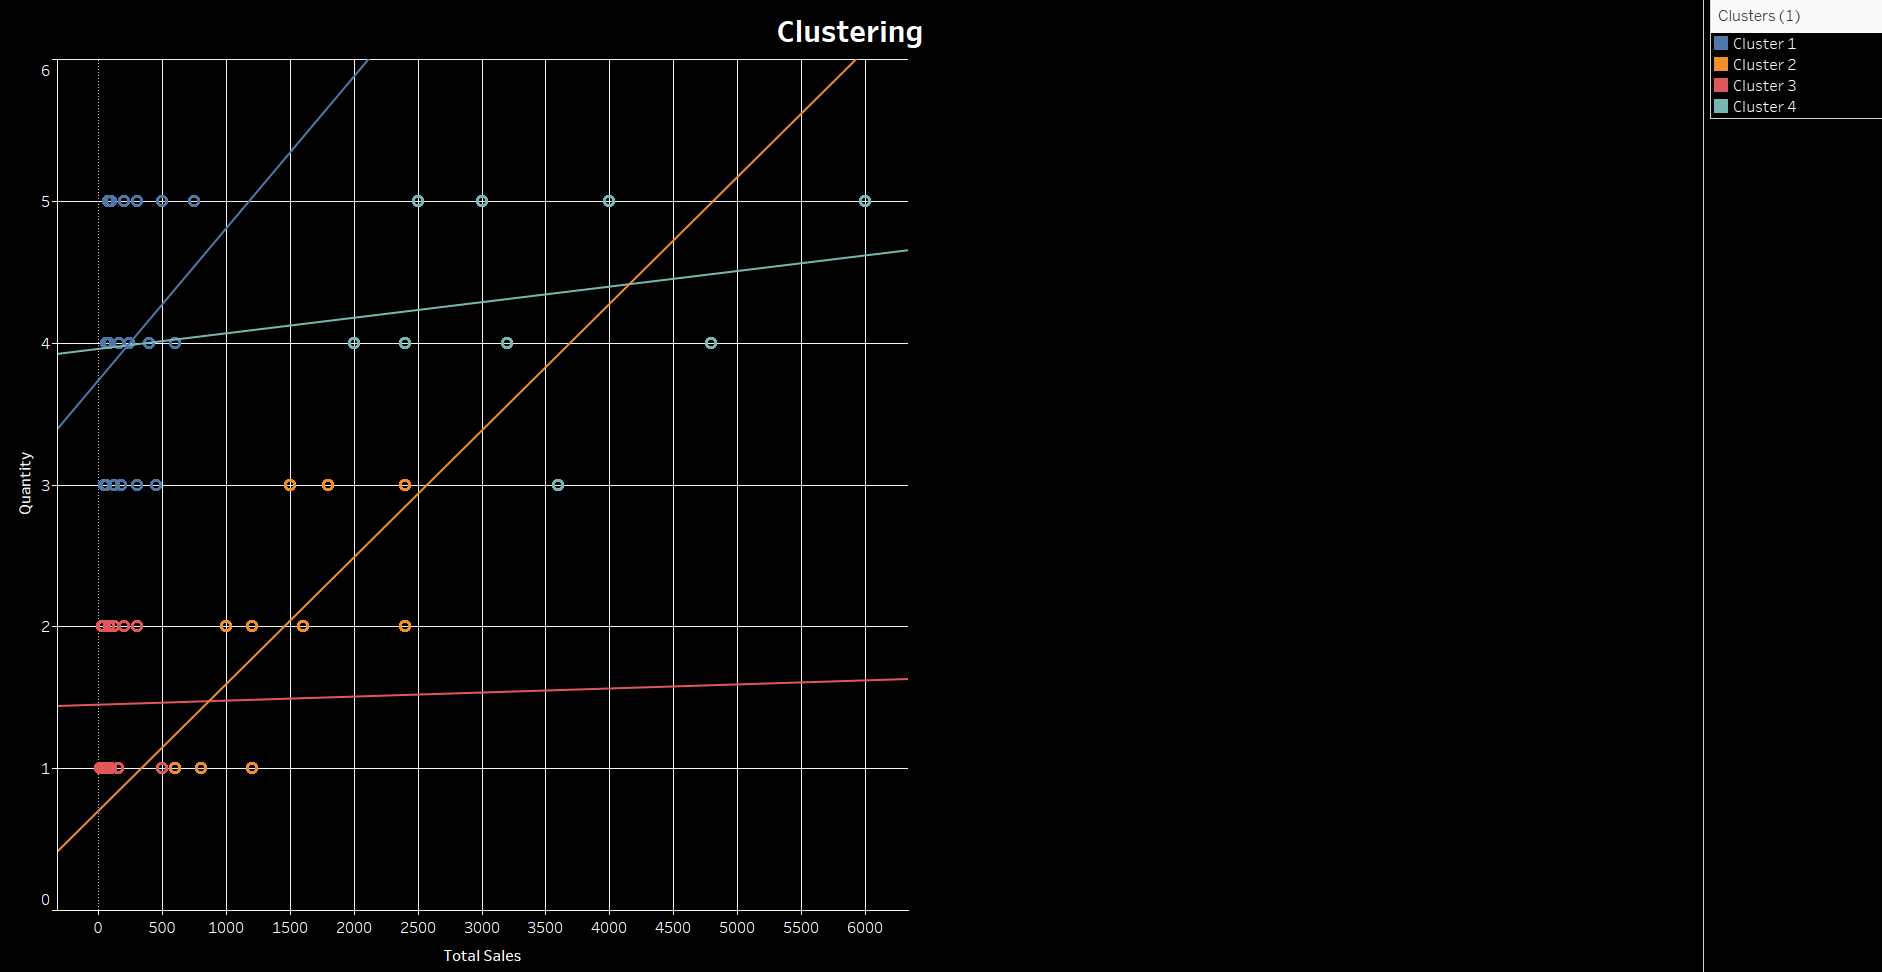 Clustering
6
5
4
3
2
1
0
Quantity
0 500 1000 1500 2000 2500 3000 3500 4000 4500 5000 5500 6000
Total Sales
Clusters (1)
Cluster 1
Cluster 2
Cluster 3
Cluster 4